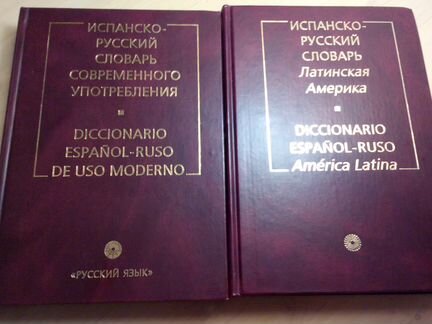 ИСПАНСКО-
РУССКИЙ
СЛОВАРЬ
СОВРЕМЕННОГО
УПОТРЕБЛЕНИЯ
DICCIONARIO
ESPAÑOL-RUSO
DE USO MODERNO
«РУССКИЙ ЯЗЫК»
ИСПАНСКО-
РУССКИЙ
СЛОВАРЬ
Латинская
Америка
DICCIONARIO
ESPAÑOL-RUSO
América Latina